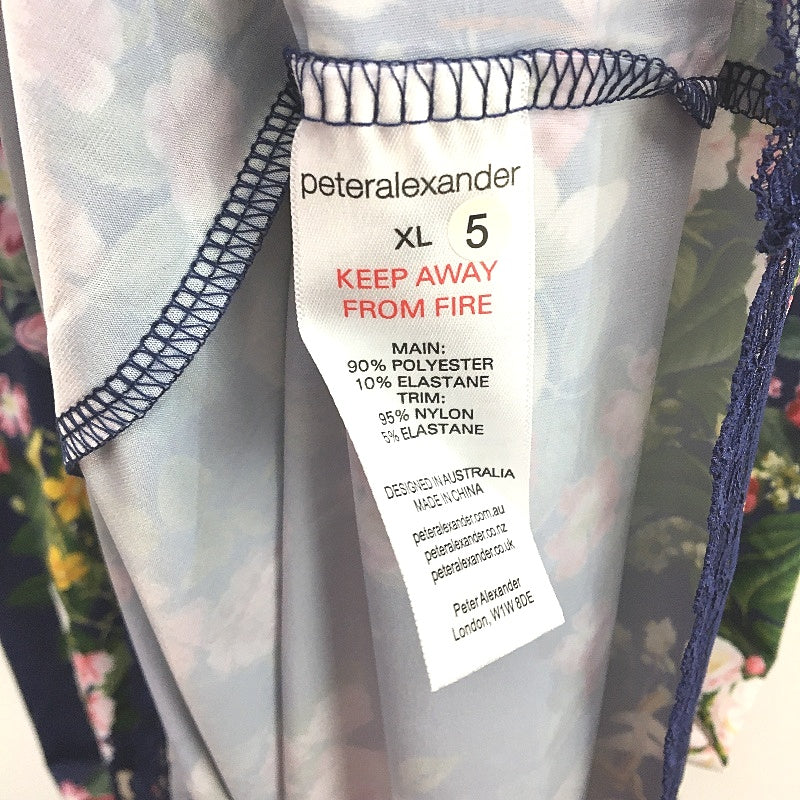 peteralexander
XL 5
KEEP AWAY
FROM FIRE
MAIN:
90% POLYESTER
10% ELASTANE
TRIM:
95% NYLON
5% ELASTANE
DESIGNED IN AUSTRALIA
MADE IN CHINA
peteralexander.com.au
peteralexander.co.nz
peteralexander.co.uk
Peter Alexander
London, W1W 8DE